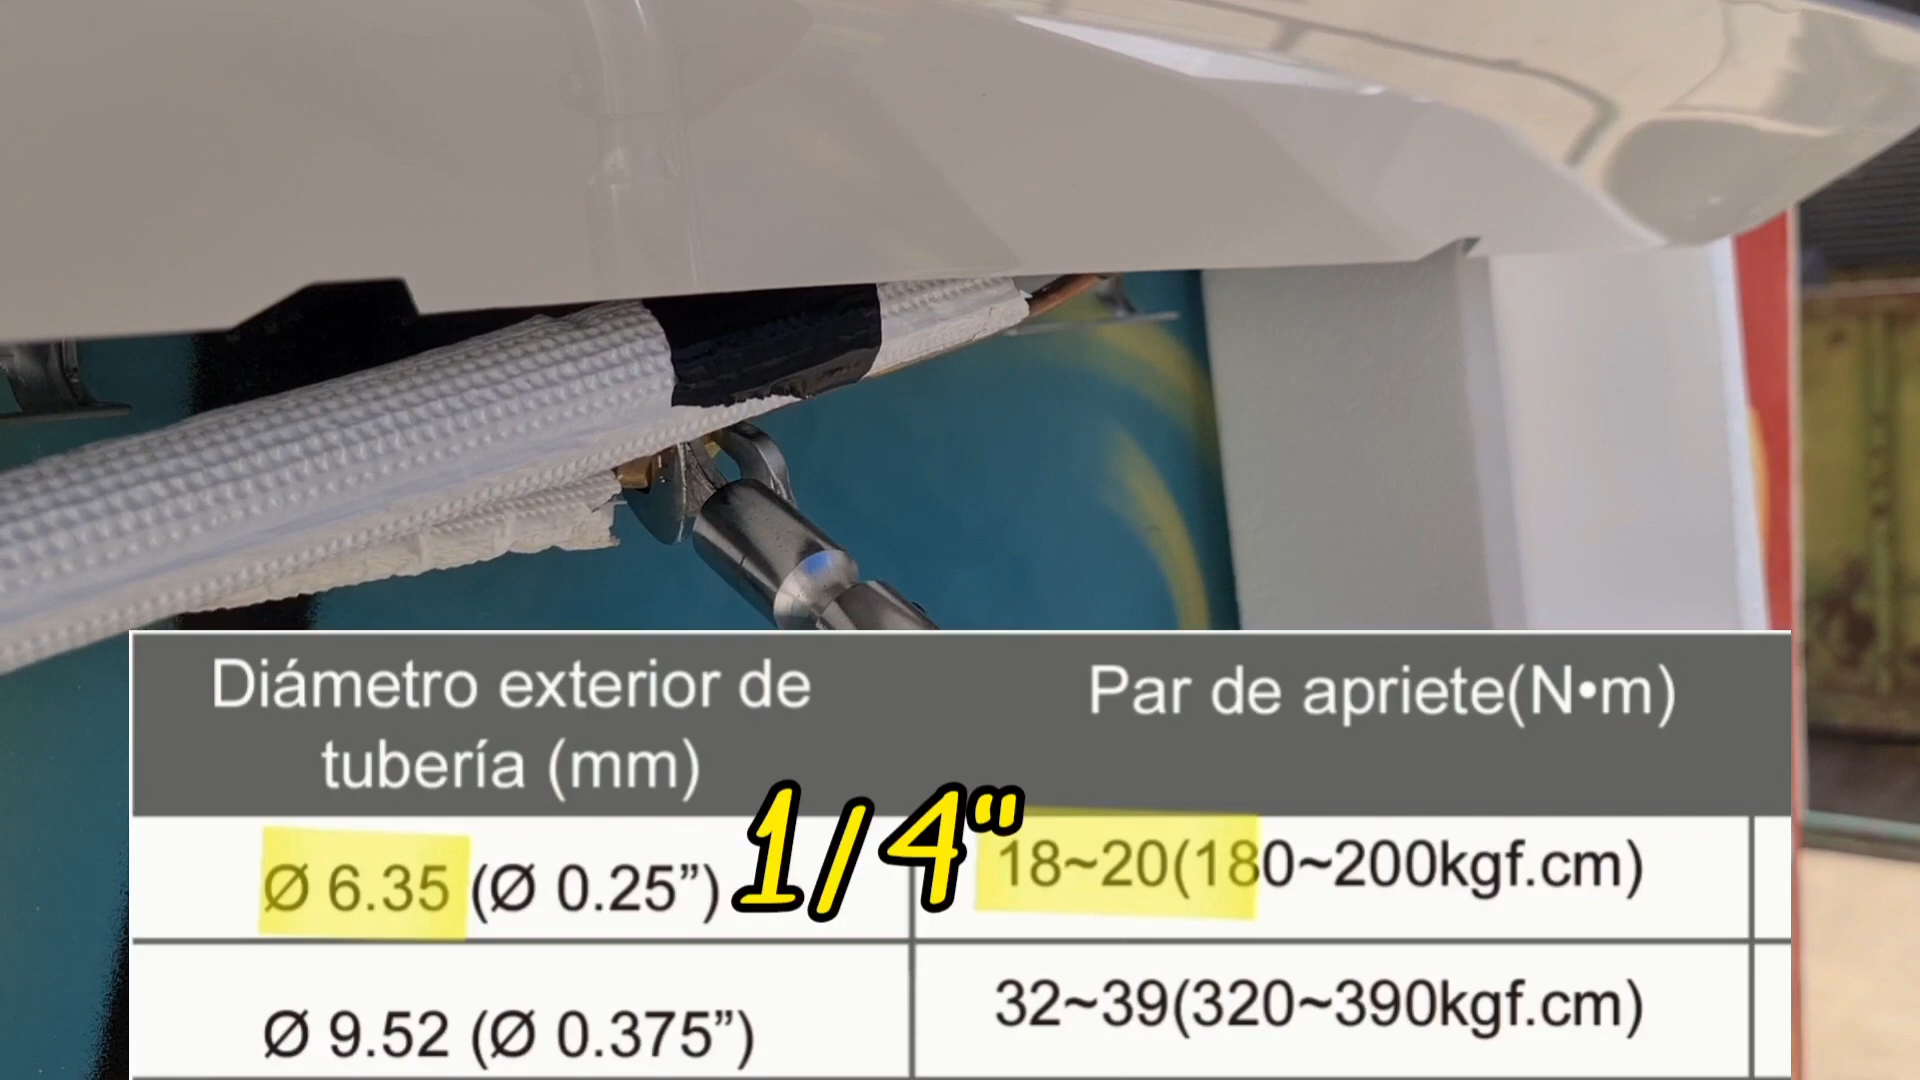 Diámetro exterior de
tubería (mm)
Par de apriete(N•m)
Ø 6.35 (Ø 0.25”)
1/4"
18~20(180~200kgf.cm)
Ø 9.52 (Ø 0.375”)
32~39(320~390kgf.cm)